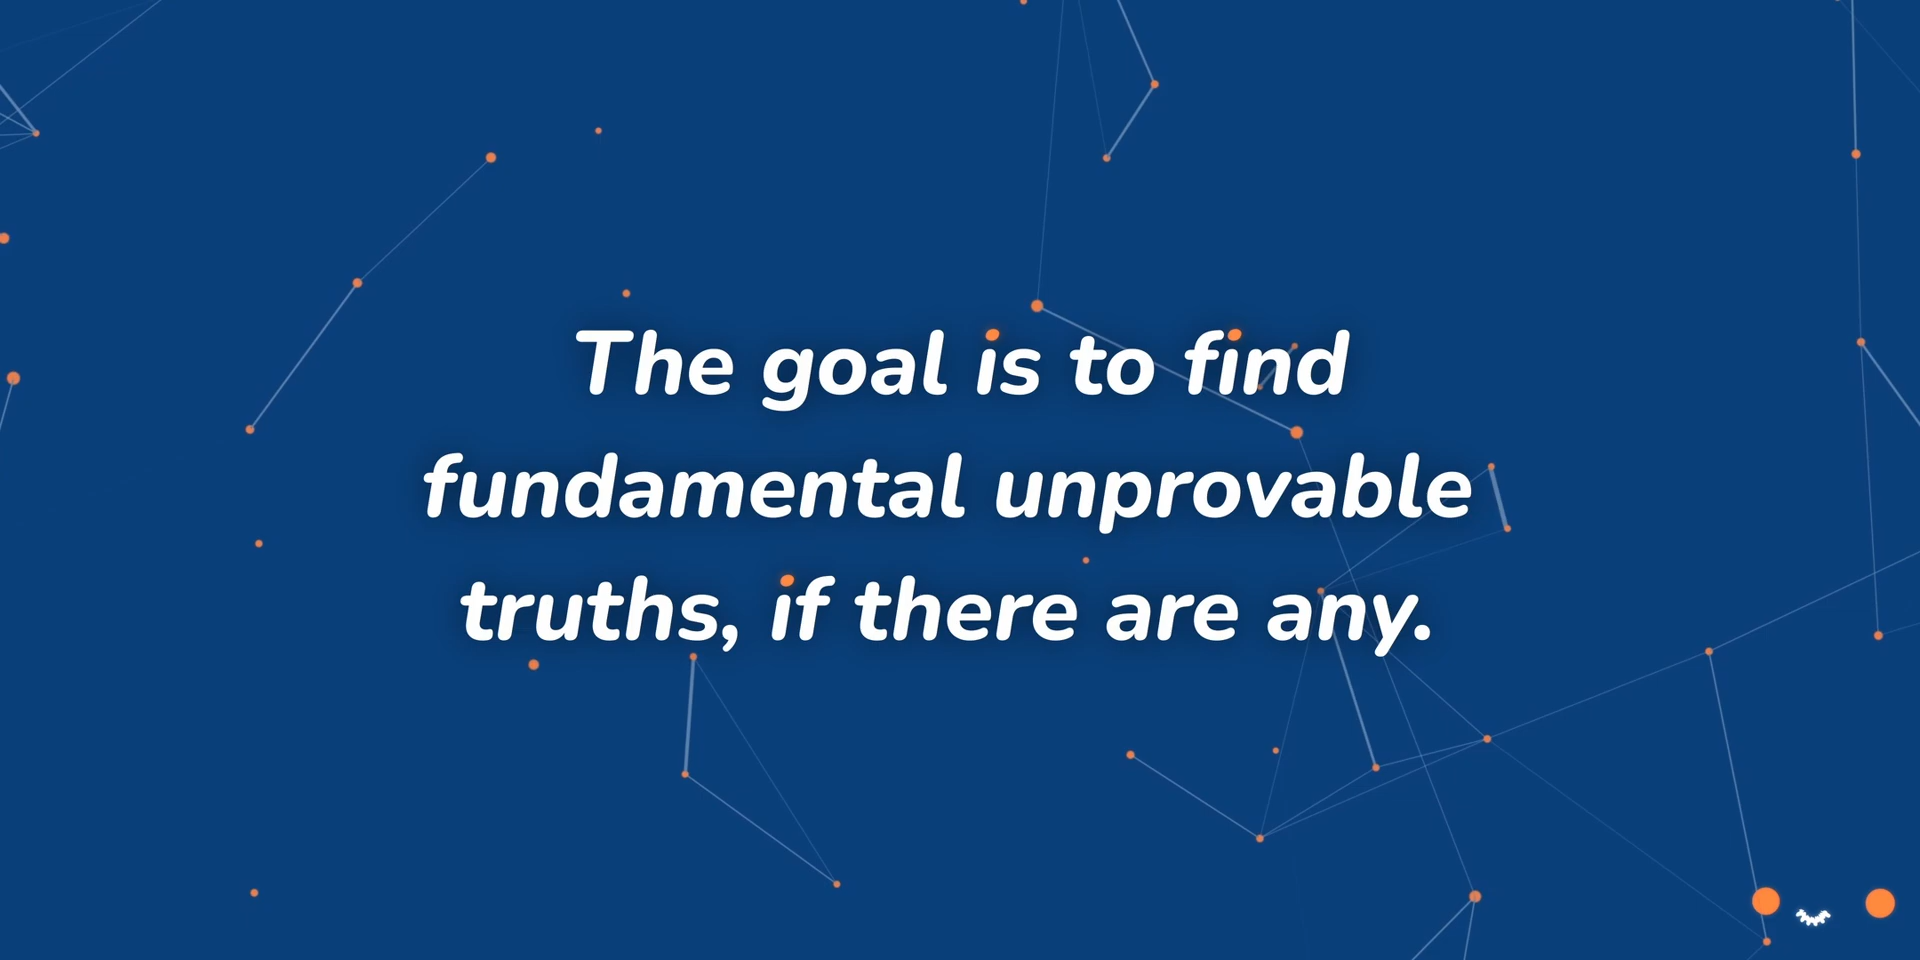 The goal is to find
fundamental unprovable
truths, if there are any.